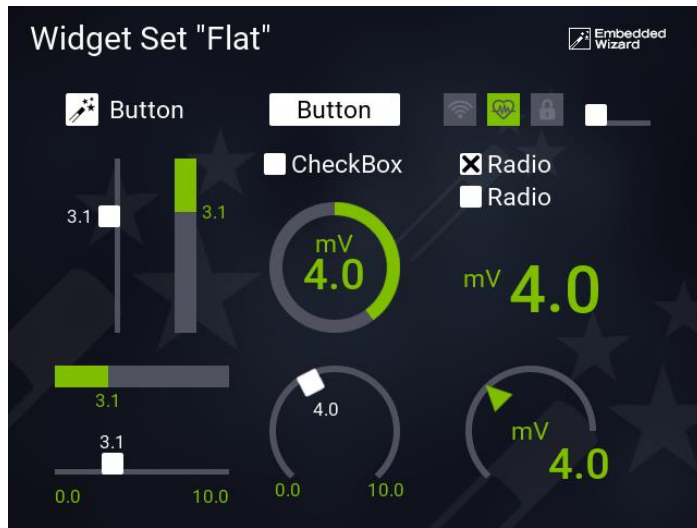 Widget Set "Flat"
Embedded
Wizard
Button
Button
CheckBox
Radio
Radio
3.1
3.1
mV
4.0
mV 4.0
3.1
3.1
0.0 10.0
4.0
0.0 10.0
mV
4.0